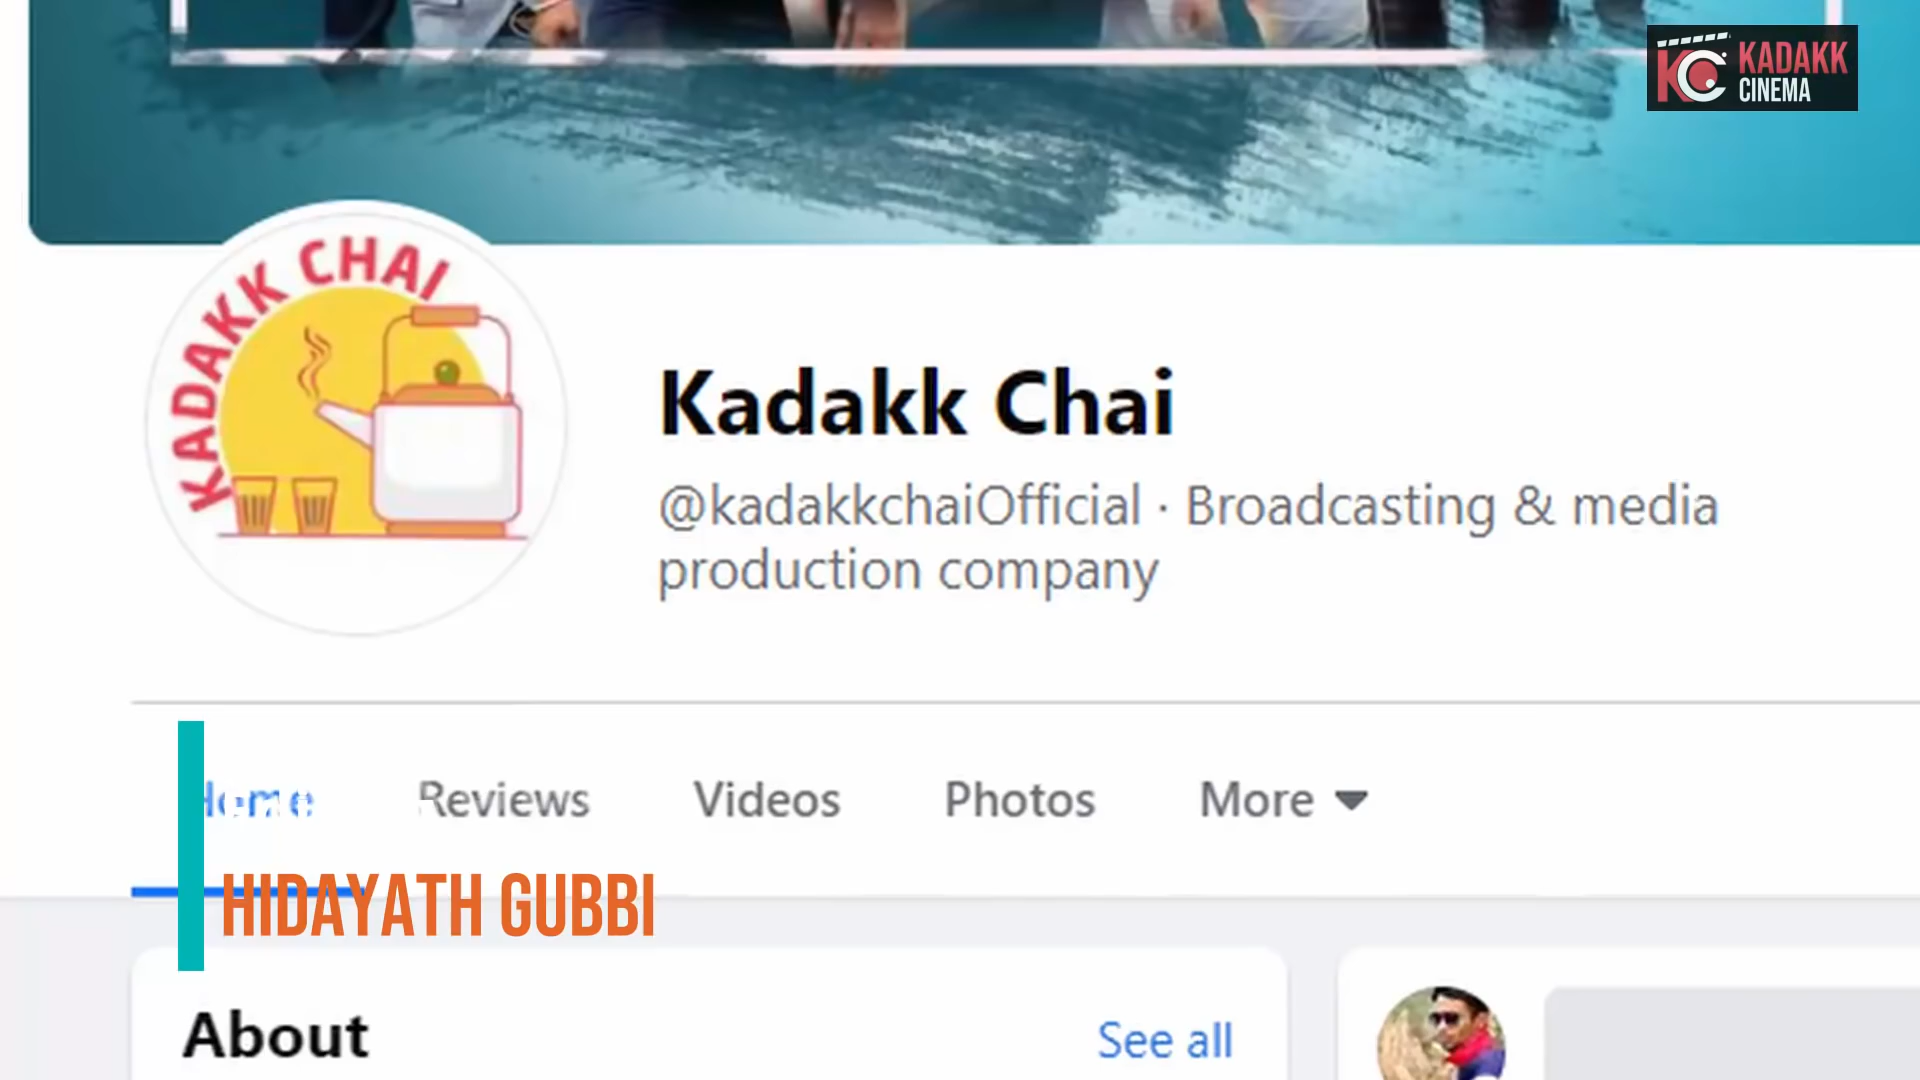 KADAKK
CINEMA
KADAKK CHAI
Kadakk Chai
@kadakkchaiOfficial · Broadcasting & media
production company
Home
Reviews
Videos
Photos
More
HIDAYATH GUBBI
About
See all